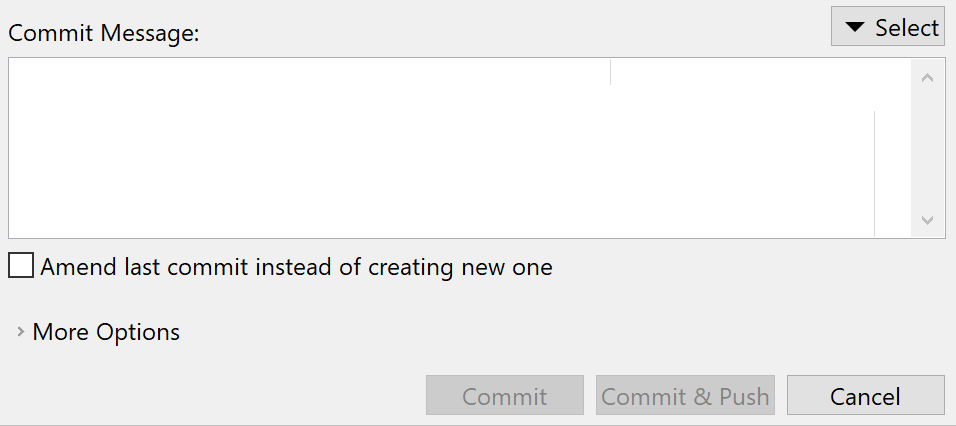 Commit Message:
Select
Amend last commit instead of creating new one
More Options
Commit
Commit & Push
Cancel